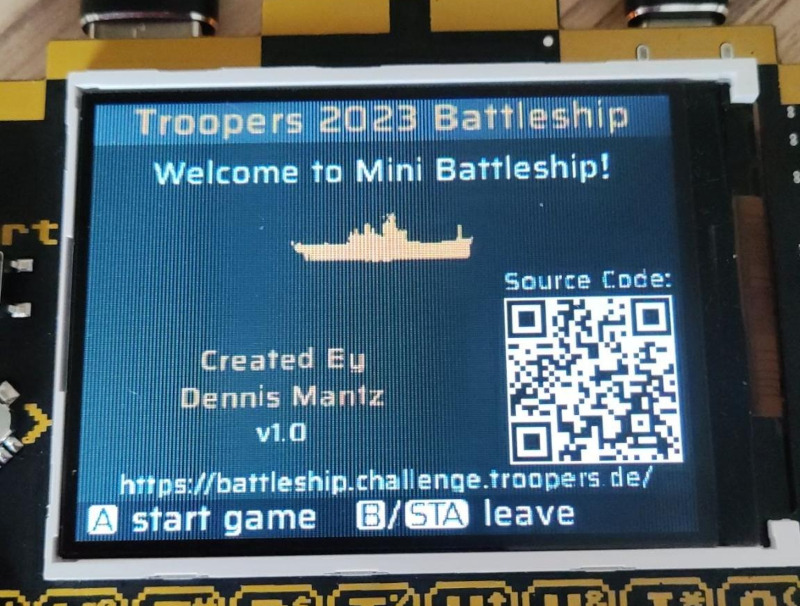 Troopers 2023 Battleship
Welcome to Mini Battleship!
Source Code:
Created By
Dennis Mantz
v1.0
https://battleship.challenge.troopers.de/
A start game B/STA leave
rt